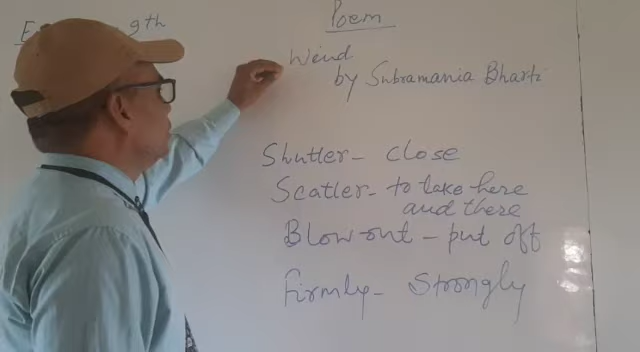 Poem
E 9th
Wind
by Subramania Bharti
Shutter - close
Scatter - to take here
and there
Blow out - put off
Firmly - Strongly